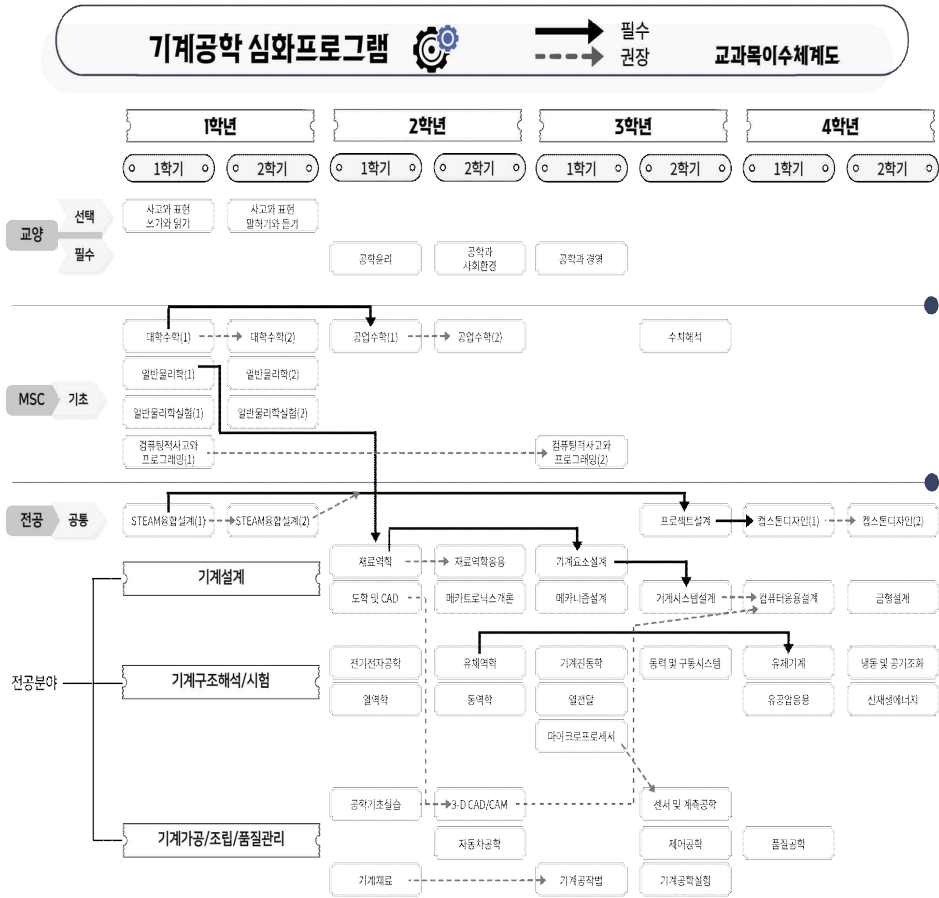 기계공학 심화프로그램
필수
권장
교과목이수체계도
1학년
2학년
3학년
4학년
1학기
2학기
1학기
2학기
1학기
2학기
1학기
2학기
교양
선택
필수
사고와 표현
쓰기와 읽기
사고와 표현
말하기와 듣기
공학윤리
공학과
사회환경
공학과 경영
MSC
기초
대학수학(1)
대학수학(2)
공업수학(1)
공업수학(2)
수치해석
일반물리학(1)
일반물리학(2)
일반물리학실험(1)
일반물리학실험(2)
컴퓨팅적사고와
프로그래밍(1)
컴퓨팅적사고와
프로그래밍(2)
전공
공통
STEAM융합설계(1)
STEAM융합설계(2)
프로젝트설계
캡스톤디자인(1)
캡스톤디자인(2)
전공분야
기계설계
재료역학
재료역학응용
기계요소설계
도학 및 CAD
메카트로닉스개론
메카니즘설계
기계시스템설계
컴퓨터응용설계
금형설계
기계구조해석/시험
전기전자공학
유체역학
기계진동학
동력 및 구동시스템
유체기계
냉동 및 공기조화
열역학
동역학
열전달
유공압응용
신재생에너지
마이크로프로세서
기계가공/조립/품질관리
공학기초실습
3-D CAD/CAM
센서 및 계측공학
자동차공학
제어공학
품질공학
기계재료
기계공작법
기계공학실험